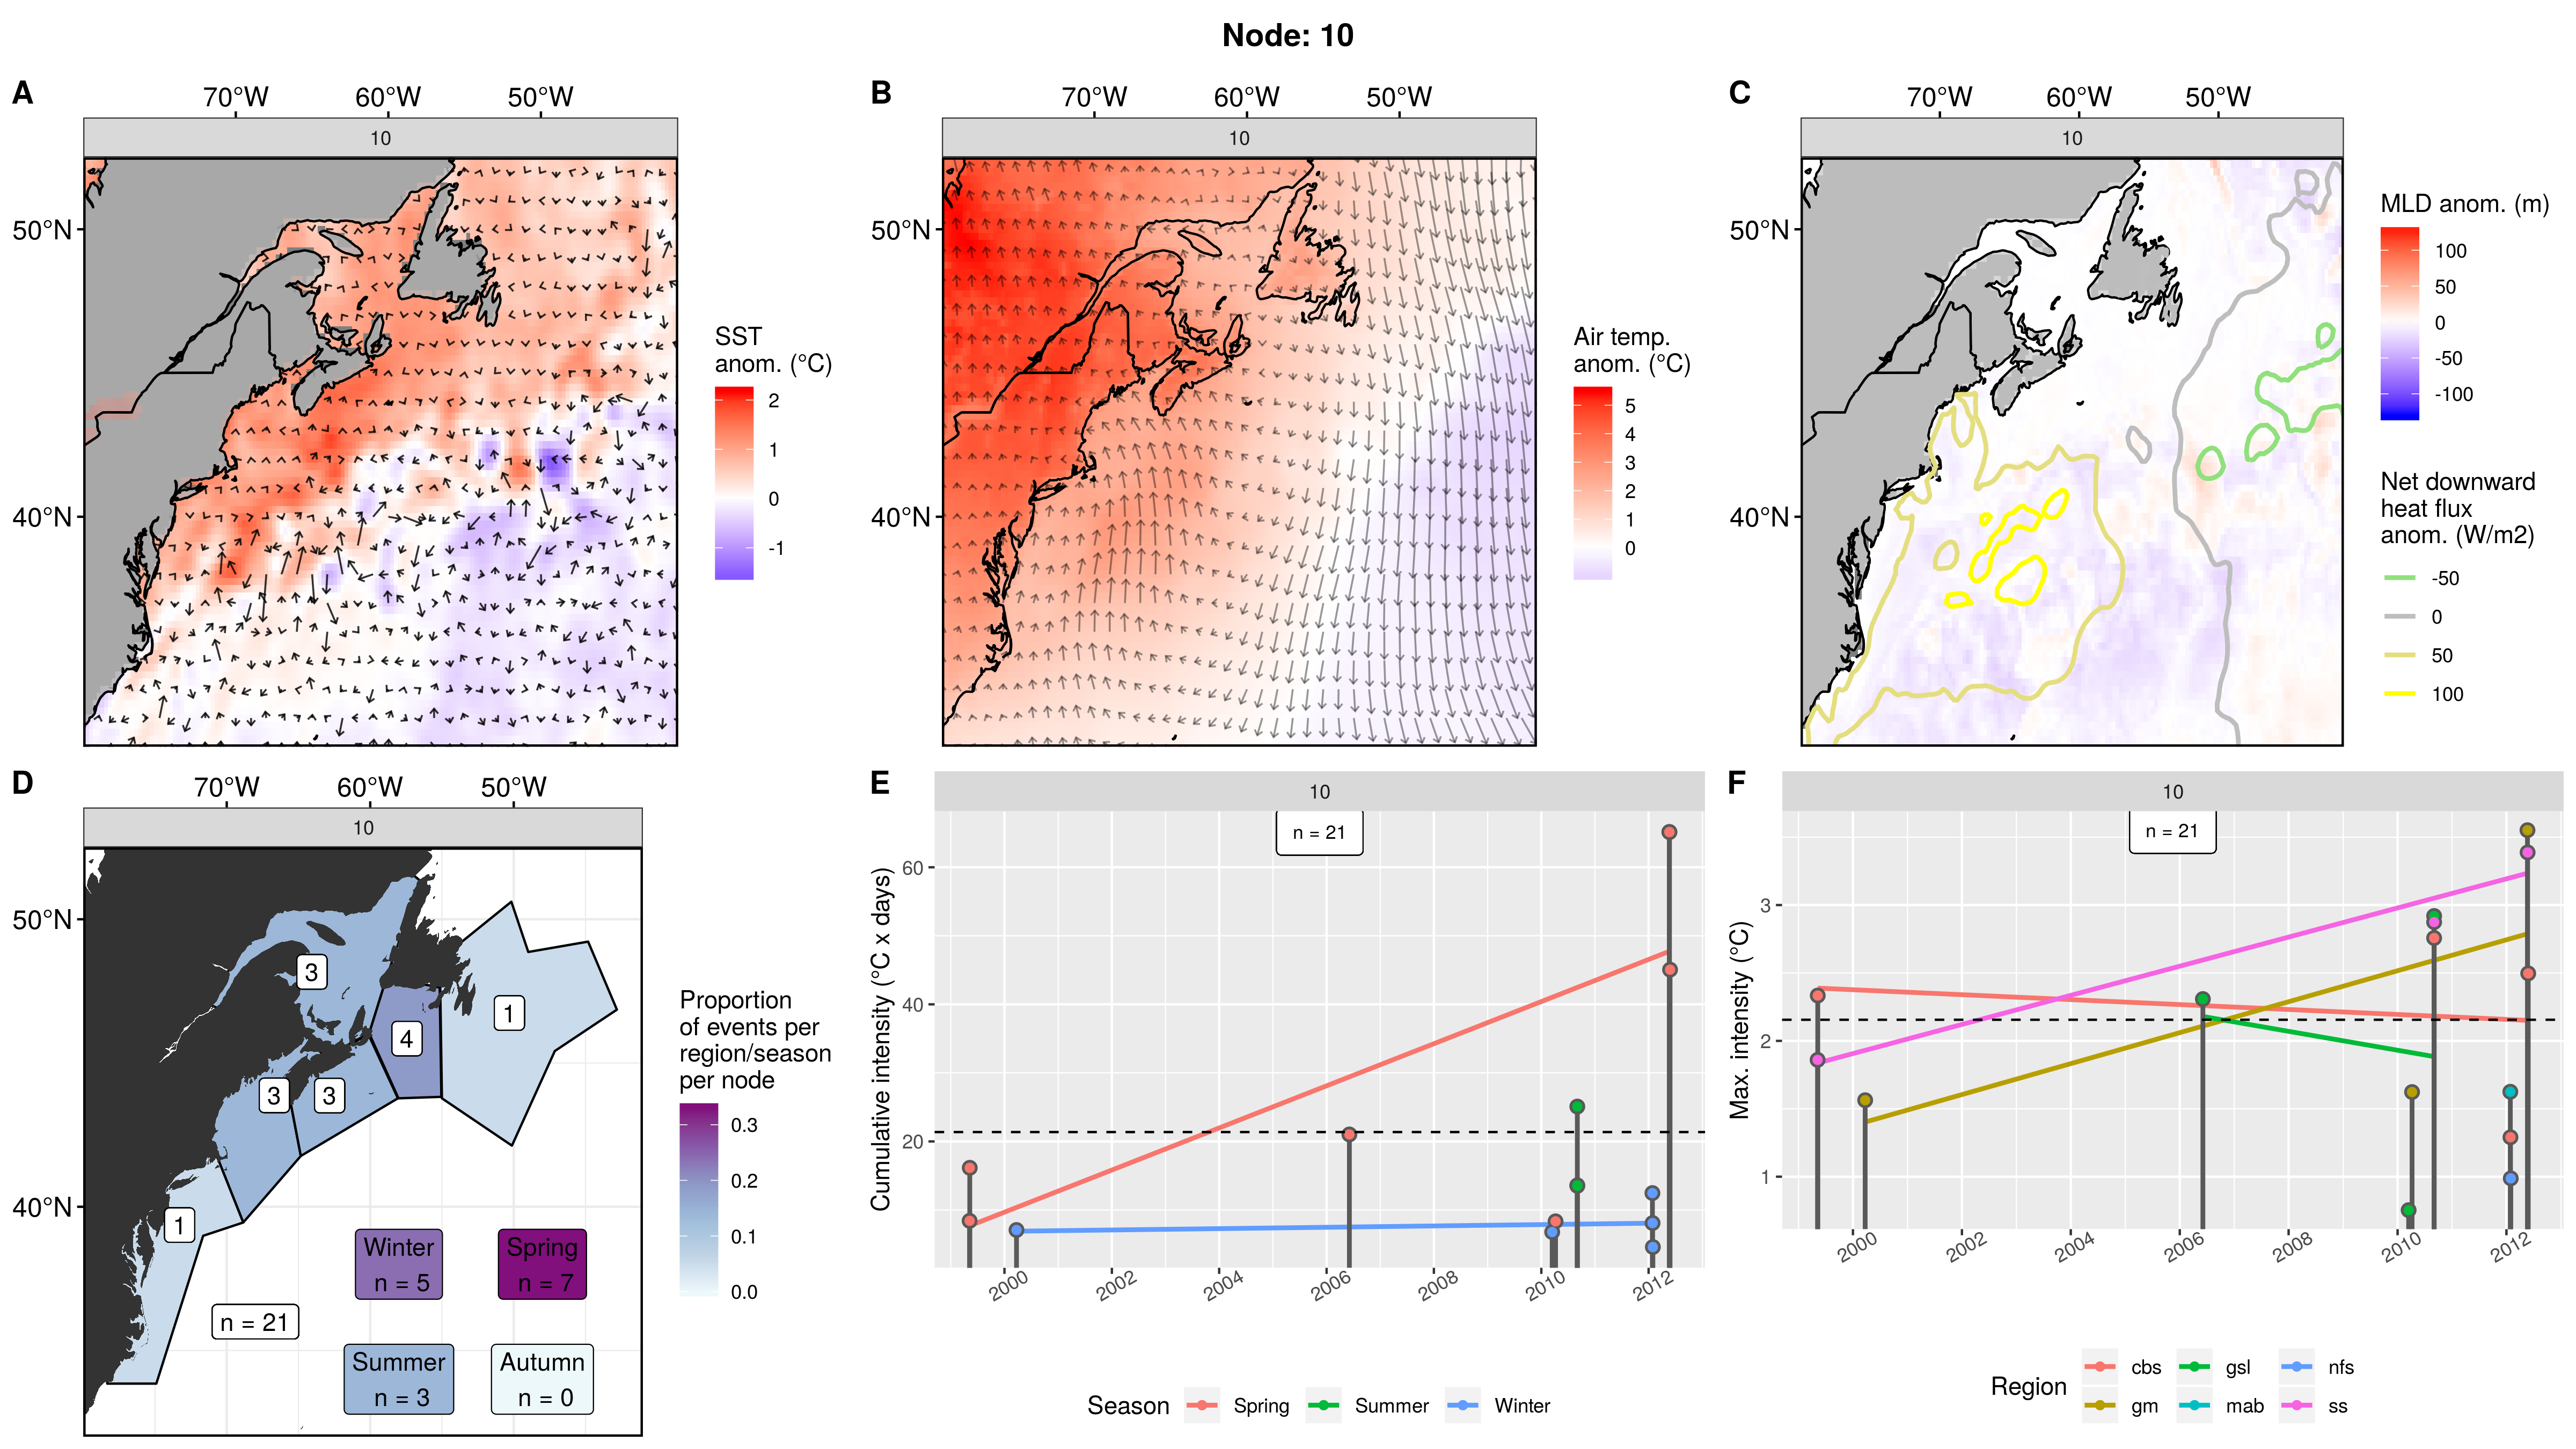 Node: 10
A
70°W 60°W 50°W
10
50°N
40°N
SST
anom. (°C)
2
1
0
-1
B
70°W 60°W 50°W
10
50°N
40°N
Air temp.
anom. (°C)
5
4
3
2
1
0
C
70°W 60°W 50°W
10
50°N
40°N
MLD anom. (m)
100
50
0
-50
-100
Net downward
heat flux
anom. (W/m2)
-50
0
50
100
D
70°W 60°W 50°W
10
50°N
40°N
3
4
1
3
3
1
n = 21
Winter
n = 5
Spring
n = 7
Summer
n = 3
Autumn
n = 0
Proportion
of events per
region/season
per node
0.3
0.2
0.1
0.0
E
10
n = 21
Cumulative intensity (°C x days)
60
40
20
2000 2002 2004 2006 2008 2010 2012
Season Spring Summer Winter
F
10
n = 21
Max. intensity (°C)
3
2
1
2000 2002 2004 2006 2008 2010 2012
Region
cbs gsl nfs
gm mab ss